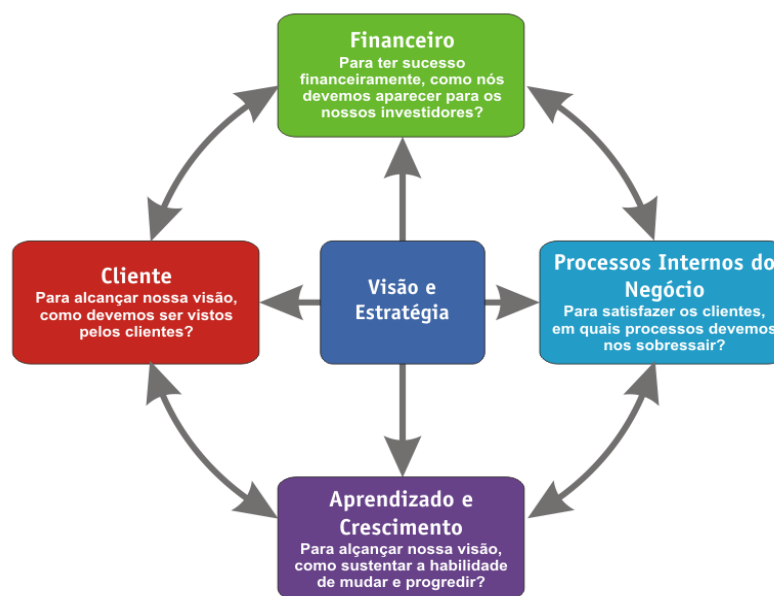 Financeiro
Para ter sucesso
financeiramente, como nós
devemos aparecer para os
nossos investidores?
Cliente
Para alcançar nossa visão,
como devemos ser vistos
pelos clientes?
Visão e
Estratégia
Processos Internos do
Negócio
Para satisfazer os clientes,
em quais processos devemos
nos sobressair?
Aprendizado e
Crescimento
Para alçançar nossa visão,
como sustentar a habilidade
de mudar e progredir?